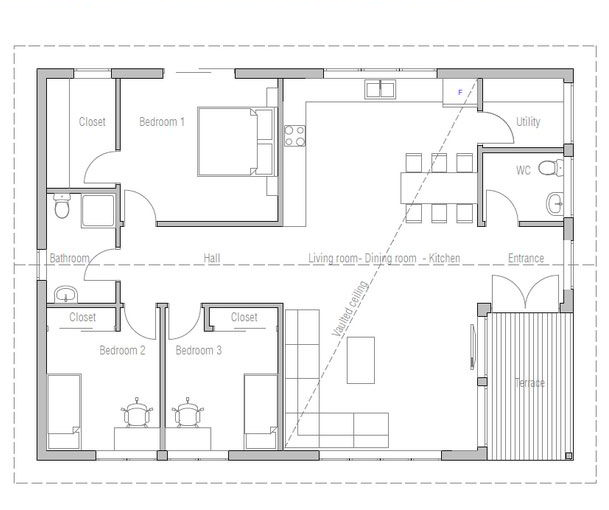 F
Closet
Bedroom 1
Utility
WC
Bathroom
Hall
Living room- Dining room - Kitchen
Entrance
Vaulted ceiling
Closet
Closet
Bedroom 2
Bedroom 3
Terrace